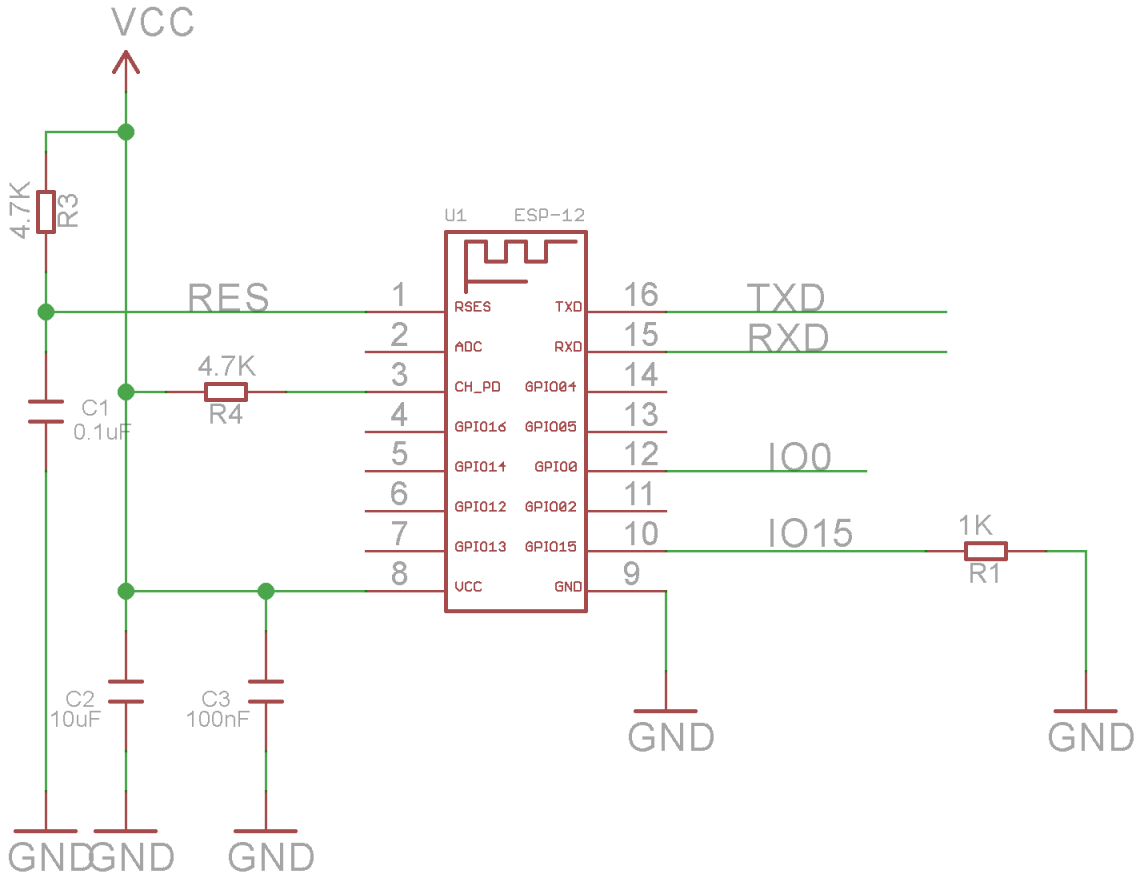 VCC
4.7K
R3
U1 ESP-12
RES 1 RSES TXD 16 TXD
2 ADC RXD 15 RXD
4.7K
R4
3 CH_PD GPIO04 14
C1
0.1uF
4 GPIO16 GPIO05 13
5 GPIO14 GPIO0 12 IO0
6 GPIO12 GPIO02 11
7 GPIO13 GPIO15 10 IO15
1K
R1
8 VCC GND 9
C2
10uF
C3
100nF
GND
GND
GND
GND
GND